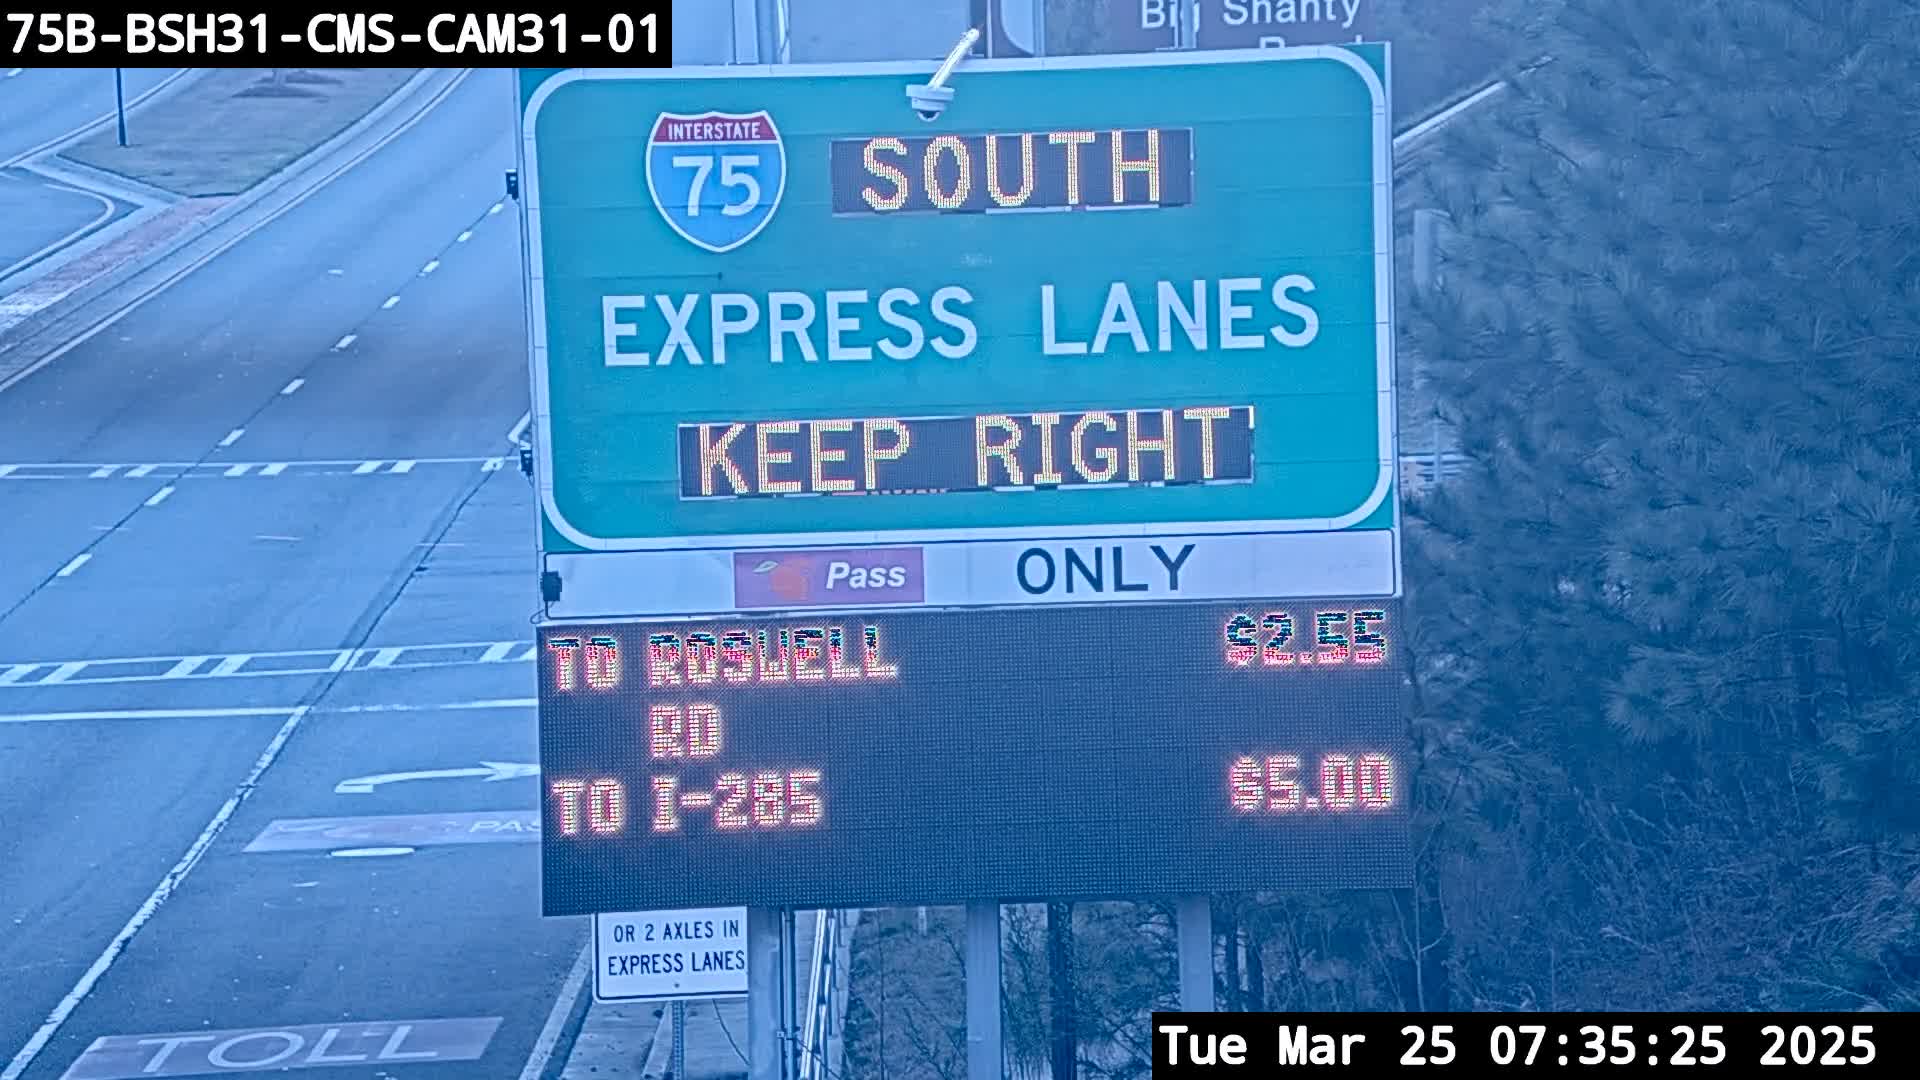 75B-BSH31-CMS-CAM31-01
Big Shanty
INTERSTATE
75
SOUTH
EXPRESS LANES
KEEP RIGHT
Pass ONLY
TO ROSWELL $2.55
RD
TO I-285 $5.00
OR 2 AXLES IN
EXPRESS LANES
TOLL
Tue Mar 25 07:35:25 2025